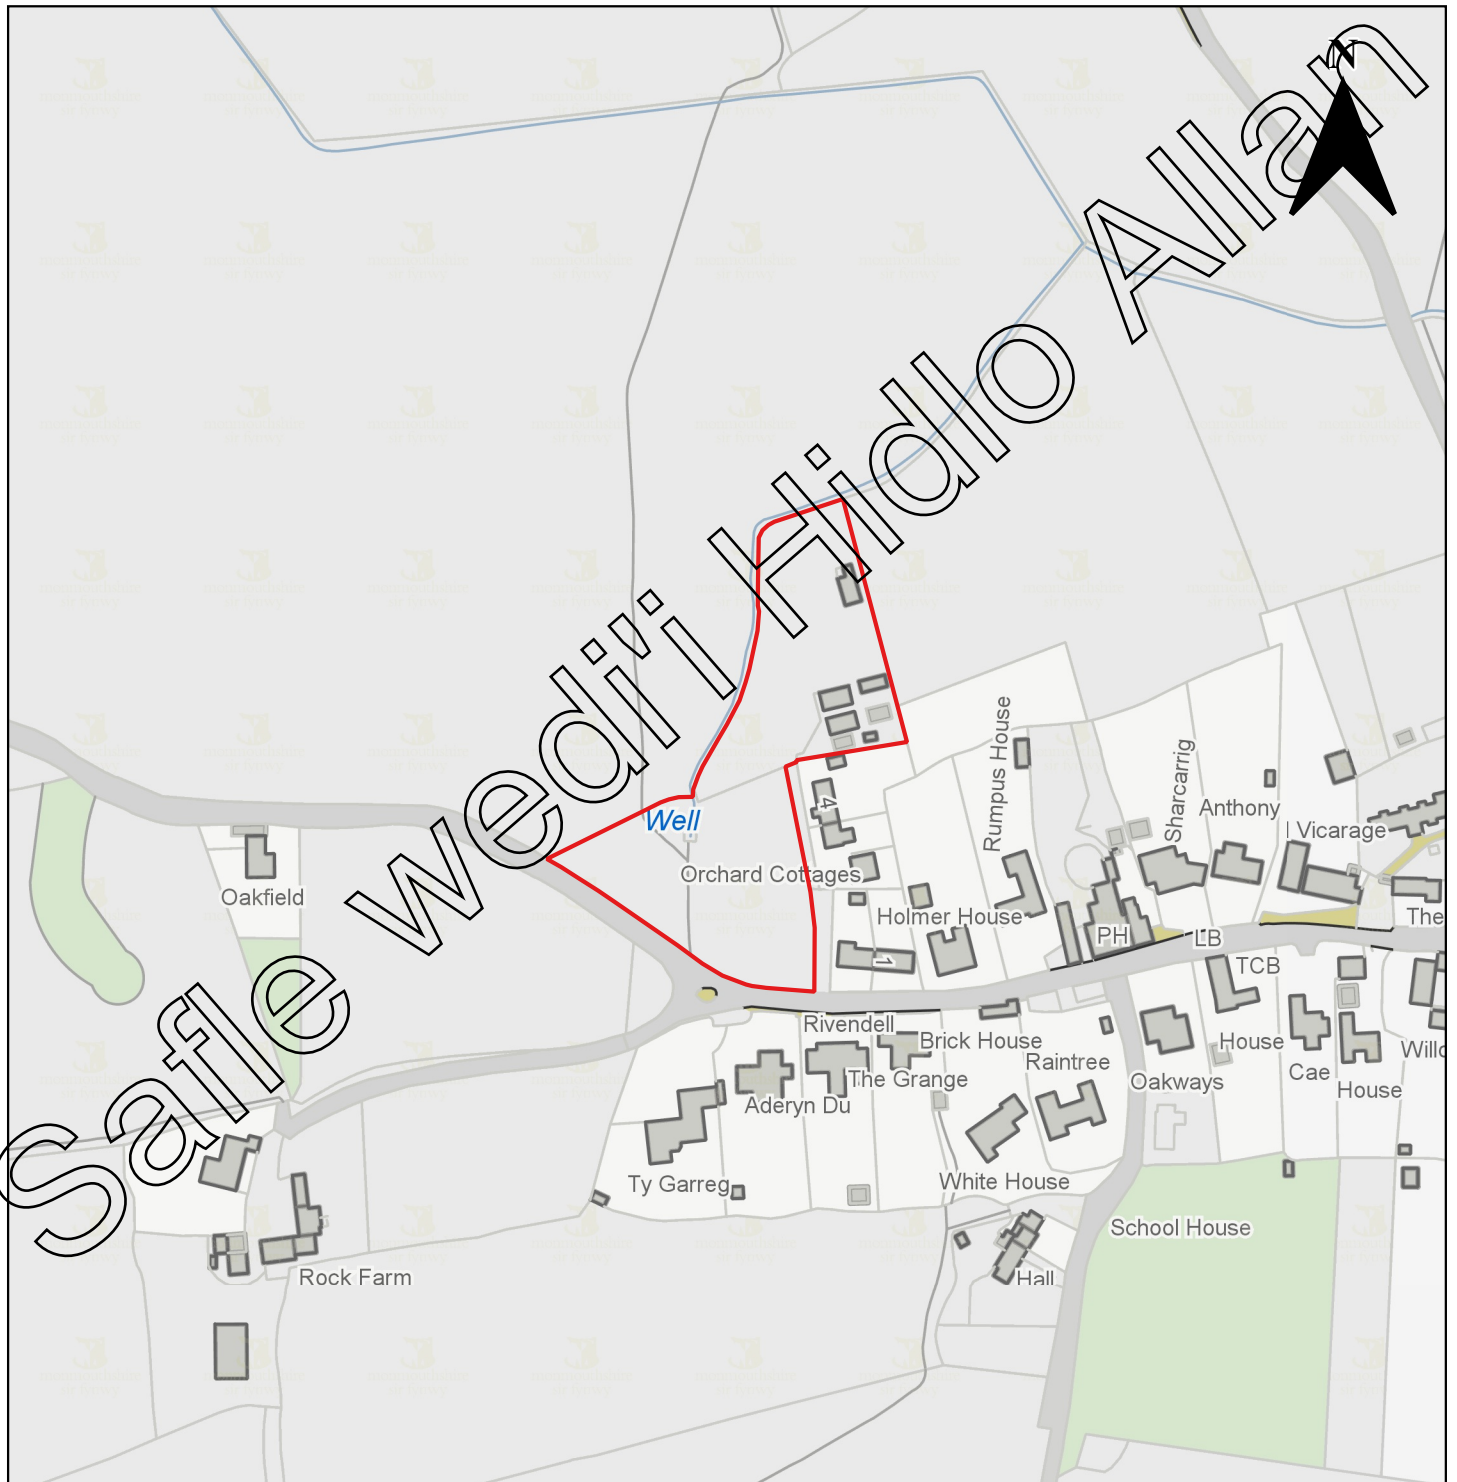 N
Safle wedi'i Hidlo Allan
Well
Rumpus House
Sharcarrig
Anthony
4
Vicarage
Orchard Cottages
Oakfield
Holmer House
The
PH
LB
1
TCB
Rivendell
Brick House
House
Raintree
Willo
The Grange
Cae
Oakways
House
Aderyn Du
Ty Garreg
White House
School House
Rock Farm
Hall